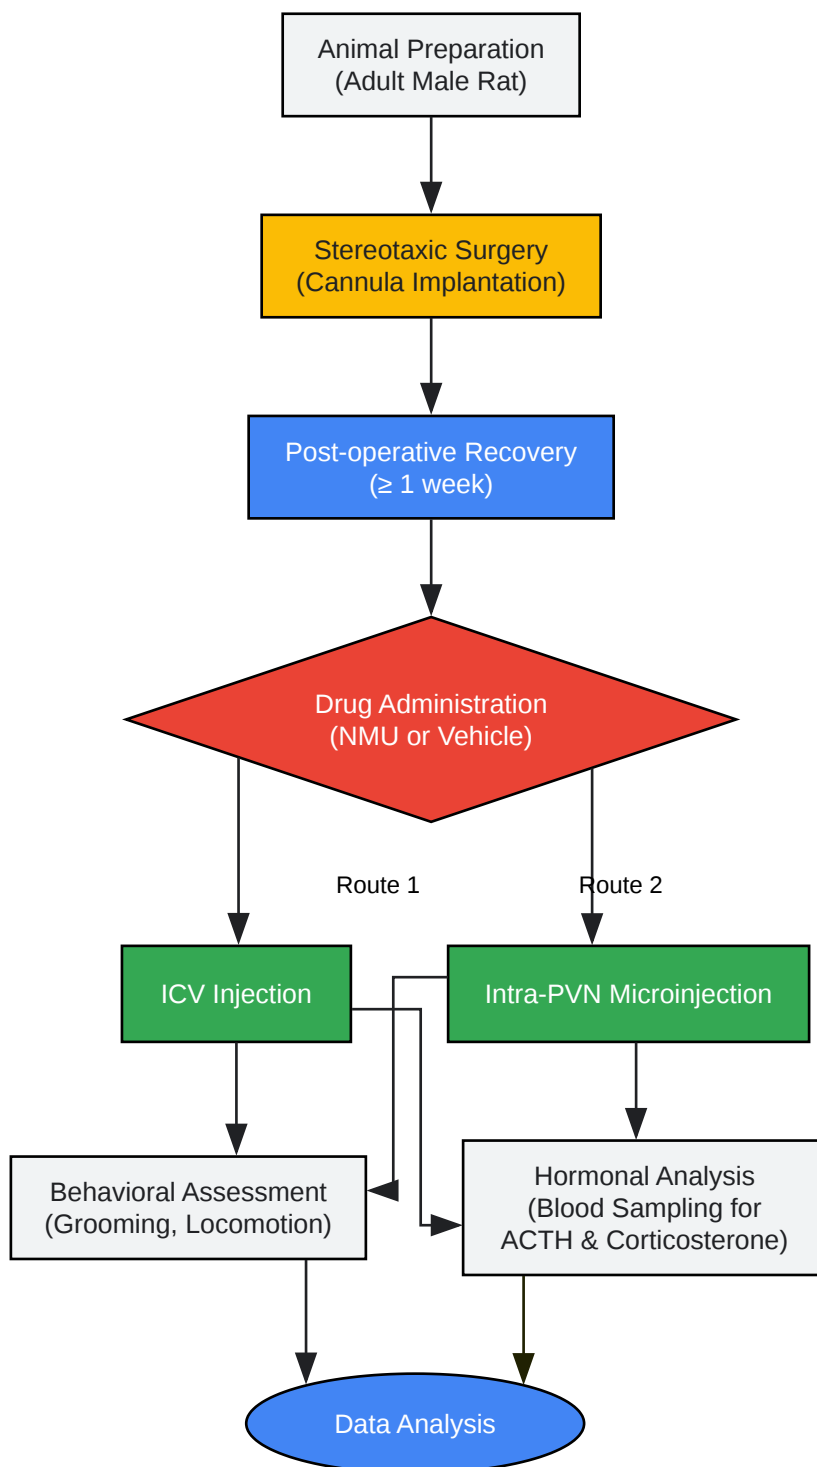 Animal Preparation
(Adult Male Rat)
Stereotaxic Surgery
(Cannula Implantation)
Post-operative Recovery
(≥ 1 week)
Drug Administration
(NMU or Vehicle)
Route 1
Route 2
ICV Injection
Intra-PVN Microinjection
Behavioral Assessment
(Grooming, Locomotion)
Hormonal Analysis
(Blood Sampling for
ACTH & Corticosterone)
Data Analysis